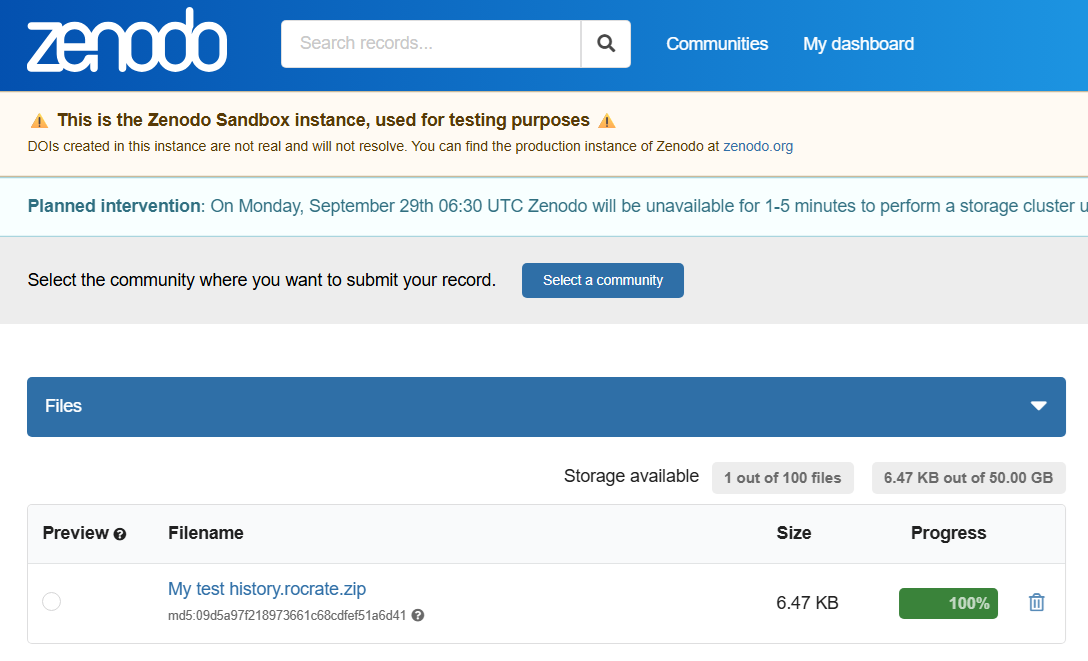 zenodo
Search records...
Communities
My dashboard
This is the Zenodo Sandbox instance, used for testing purposes
DOIs created in this instance are not real and will not resolve. You can find the production instance of Zenodo at zenodo.org
Planned intervention: On Monday, September 29th 06:30 UTC Zenodo will be unavailable for 1-5 minutes to perform a storage cluster u
Select the community where you want to submit your record.
Select a community
Files
Storage available
1 out of 100 files
6.47 KB out of 50.00 GB
Preview
Filename
Size
Progress
My test history.rocrate.zip
6.47 KB
100%
md5:09d5a97f218973661c68cdfef51a6d41